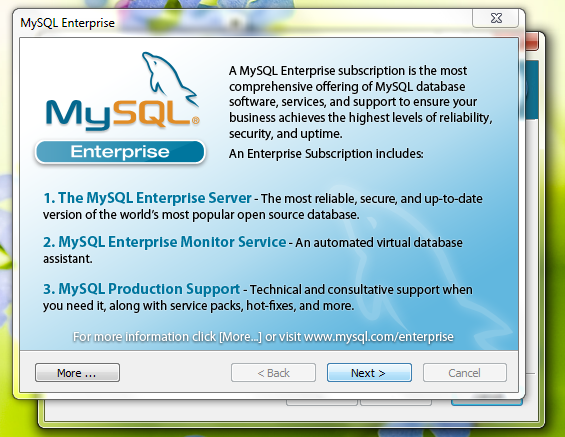 MySQL Enterprise
MySQL®
Enterprise
A MySQL Enterprise subscription is the most
comprehensive offering of MySQL database
software, services, and support to ensure your
business achieves the highest levels of reliability,
security, and uptime.
An Enterprise Subscription includes:
1. The MySQL Enterprise Server - The most reliable, secure, and up-to-date
version of the world's most popular open source database.
2. MySQL Enterprise Monitor Service - An automated virtual database
assistant.
3. MySQL Production Support - Technical and consultative support when
you need it, along with service packs, hot-fixes, and more.
For more information click [More...] or visit www.mysql.com/enterprise
More ...
< Back
Next >
Cancel